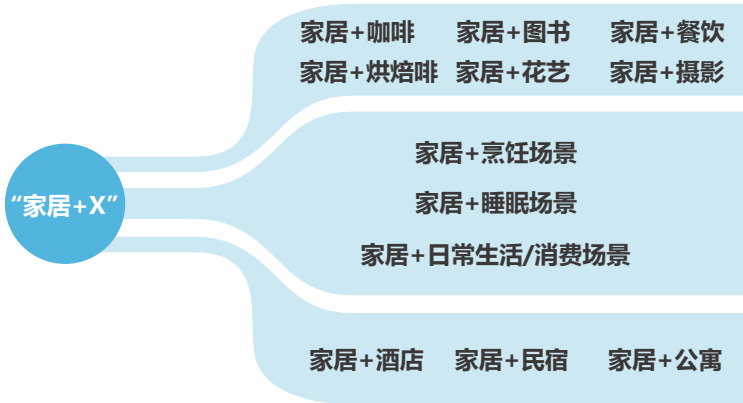 家居+咖啡 家居+图书 家居+餐饮
家居+烘焙啡 家居+花艺 家居+摄影
“家居+X”
家居+烹饪场景
家居+睡眠场景
家居+日常生活/消费场景
家居+酒店 家居+民宿 家居+公寓